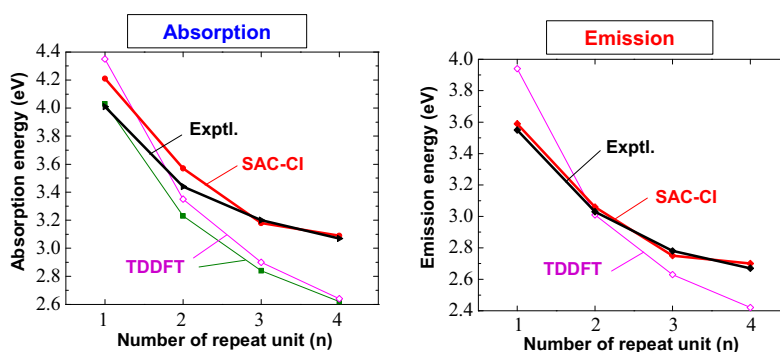 Absorption
4.4
4.2
4.0
3.8
3.6
3.4
3.2
3.0
2.8
2.6
Absorption energy (eV)
Exptl.
SAC-CI
TDDFT
1 2 3 4
Number of repeat unit (n)
Emission
4.0
3.8
3.6
3.4
3.2
3.0
2.8
2.6
2.4
Emission energy (eV)
Exptl.
SAC-CI
TDDFT
1 2 3 4
Number of repeat unit (n)